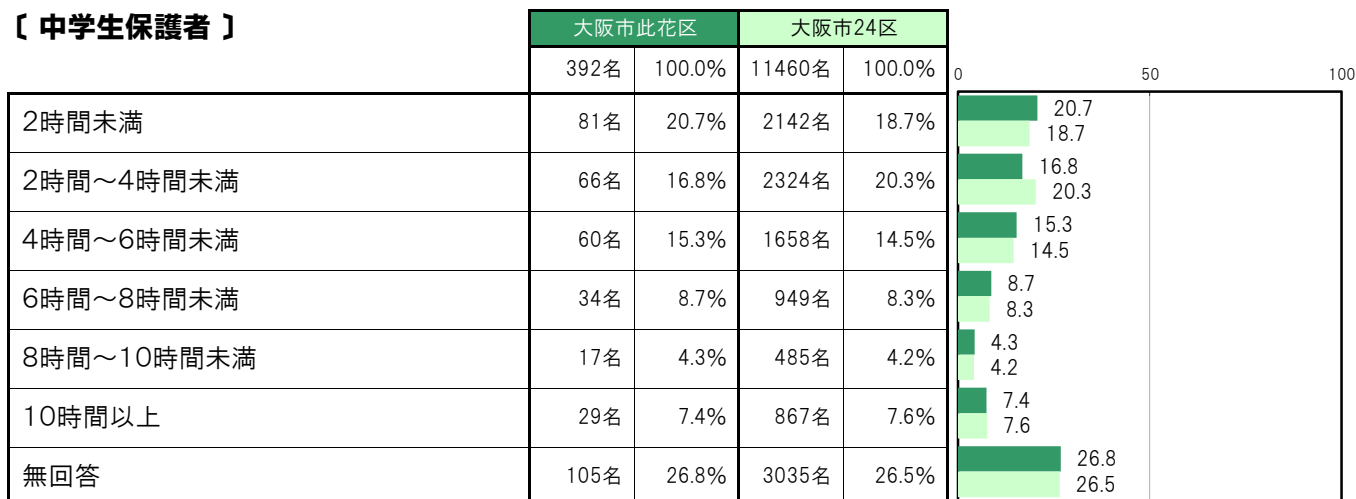 〔 中学生保護者 〕
大阪市此花区 大阪市24区
392名 100.0% 11460名 100.0% 0 50 100
2時間未満 81名 20.7% 2142名 18.7% 20.7
18.7
2時間～4時間未満 66名 16.8% 2324名 20.3% 16.8
20.3
4時間～6時間未満 60名 15.3% 1658名 14.5% 15.3
14.5
6時間～8時間未満 34名 8.7% 949名 8.3% 8.7
8.3
8時間～10時間未満 17名 4.3% 485名 4.2% 4.3
4.2
10時間以上 29名 7.4% 867名 7.6% 7.4
7.6
無回答 105名 26.8% 3035名 26.5% 26.8
26.5